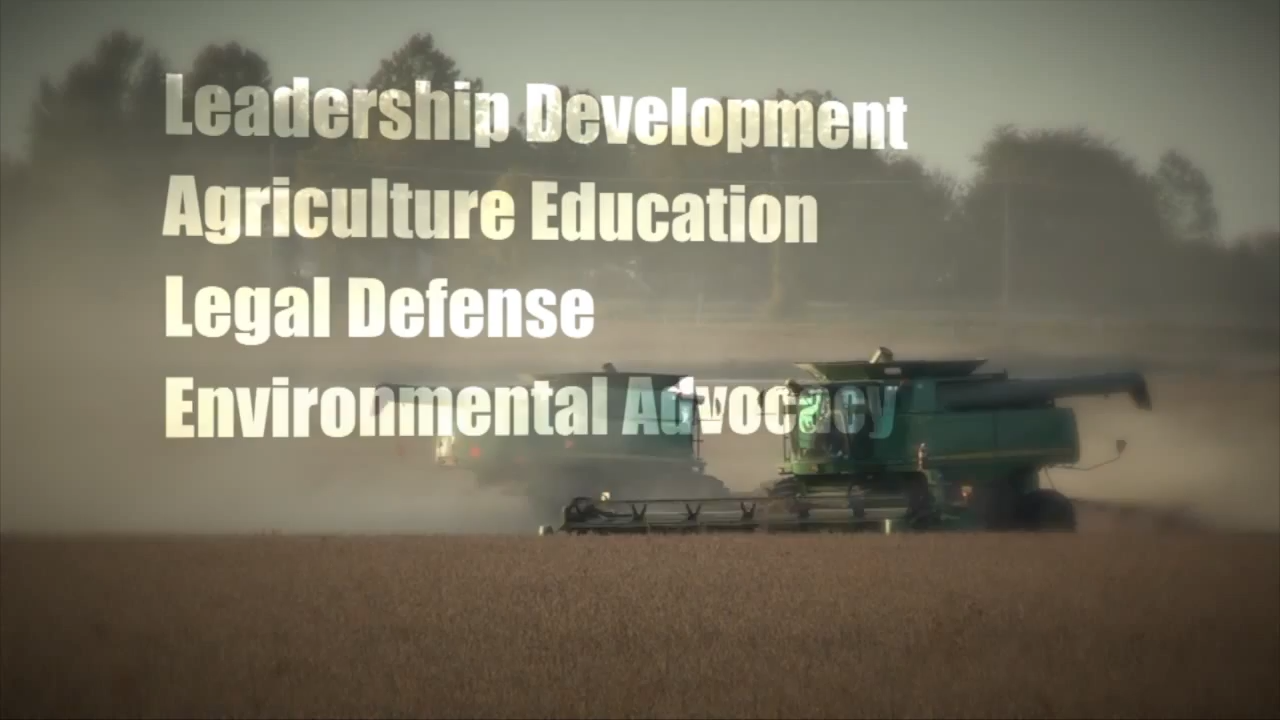 Leadership Development
Agriculture Education
Legal Defense
Environmental Advocacy